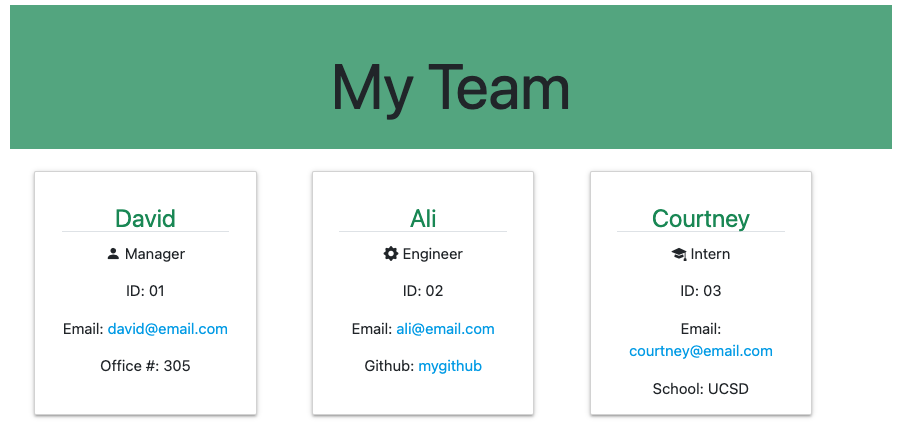 My Team
David
Manager
ID: 01
Email: david@email.com
Office #: 305
Ali
Engineer
ID: 02
Email: ali@email.com
Github: mygithub
Courtney
Intern
ID: 03
Email:
courtney@email.com
School: UCSD